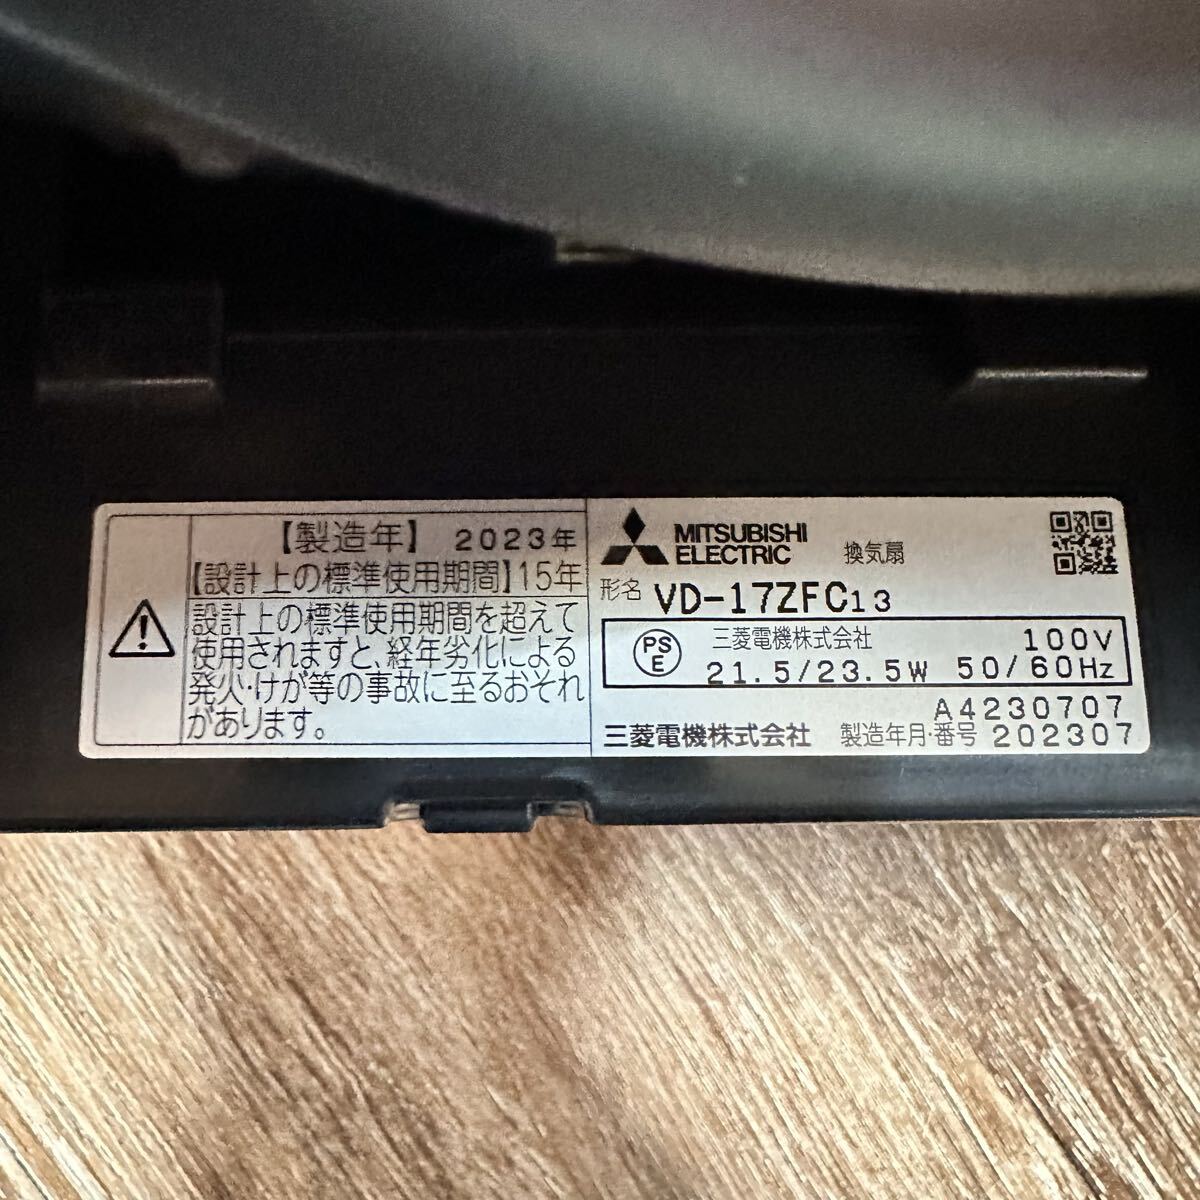 【製造年】 2023年
【設計上の標準使用期間】15年
設計上の標準使用期間を超えて
使用されますと、経年劣化による
発火・けが等の事故に至るおそれ
があります。
MITSUBISHI
ELECTRIC
換気扇
形名 VD-17ZFC13
PS
E
三菱電機株式会社 100V
21.5/23.5W 50/60Hz
A4230707
三菱電機株式会社 製造年月・番号 202307